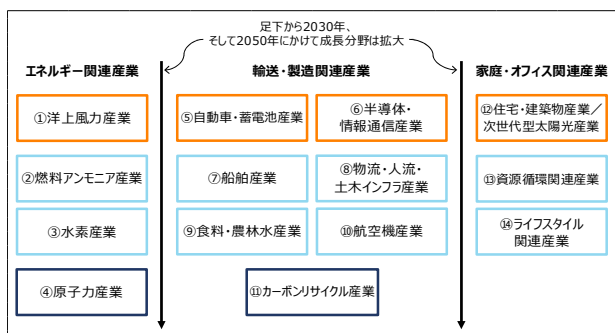 足下から2030年、
そして2050年にかけて成長分野は拡大
エネルギー関連産業
輸送・製造関連産業
家庭・オフィス関連産業
①洋上風力産業
⑤自動車・蓄電池産業
⑥半導体・
情報通信産業
⑫住宅・建築物産業／
次世代型太陽光産業
②燃料アンモニア産業
⑦船舶産業
⑧物流・人流・
土木インフラ産業
⑬資源循環関連産業
③水素産業
⑨食料・農林水産業
⑩航空機産業
⑭ライフスタイル
関連産業
④原子力産業
⑪カーボンリサイクル産業